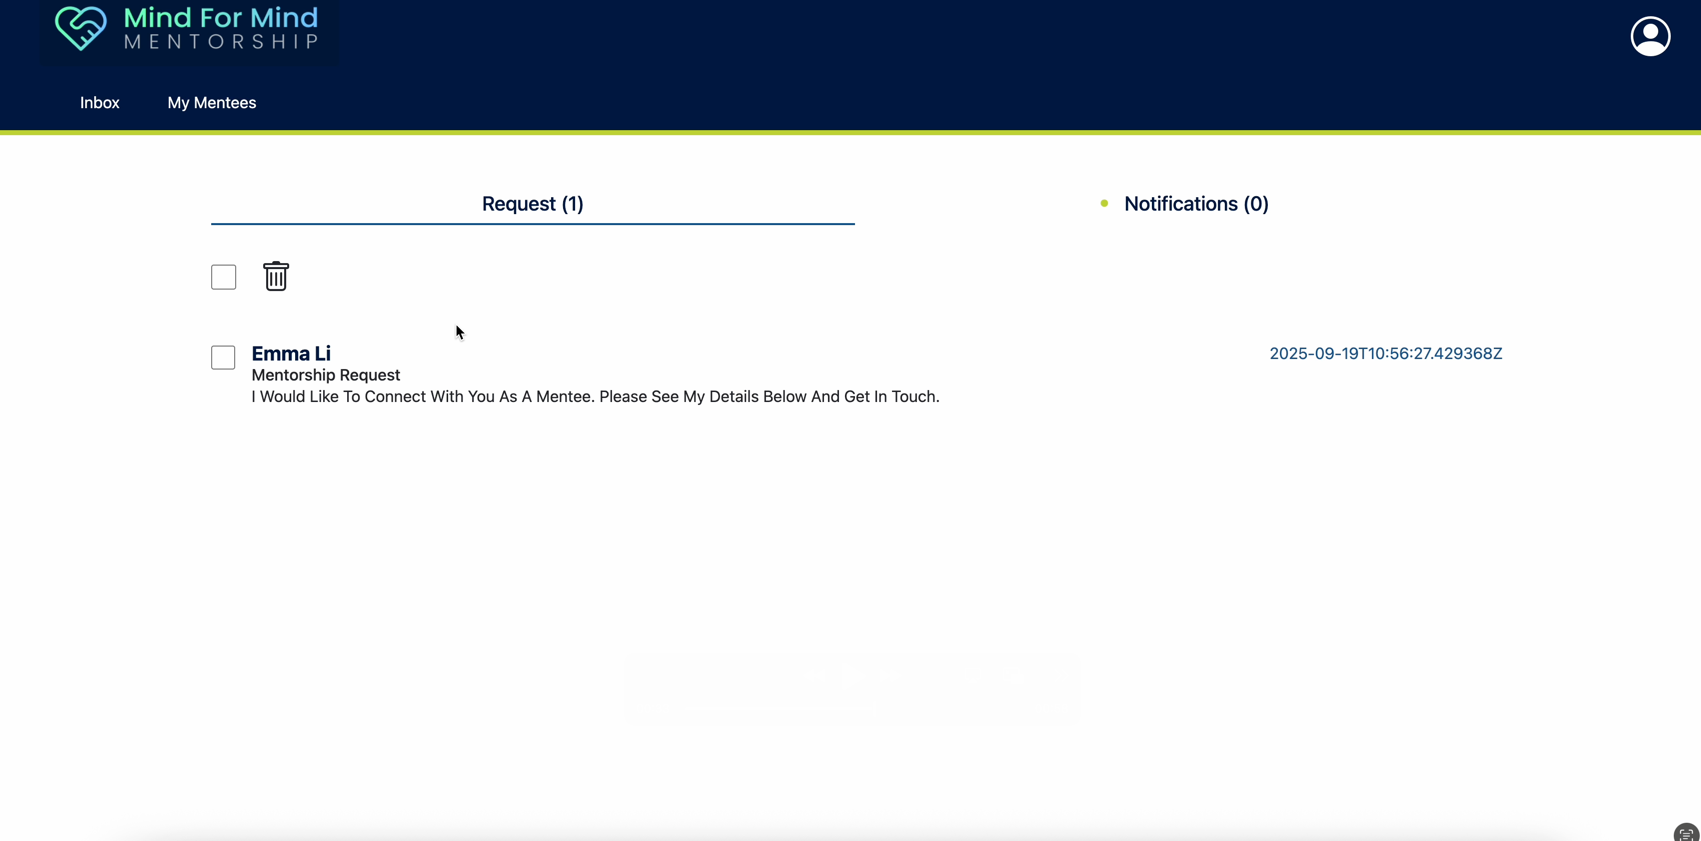 Mind For Mind
MENTORSHIP
Inbox My Mentees
Request (1) Notifications (0)
Emma Li 2025-09-19T10:56:27.429368Z
Mentorship Request
I Would Like To Connect With You As A Mentee. Please See My Details Below And Get In Touch.